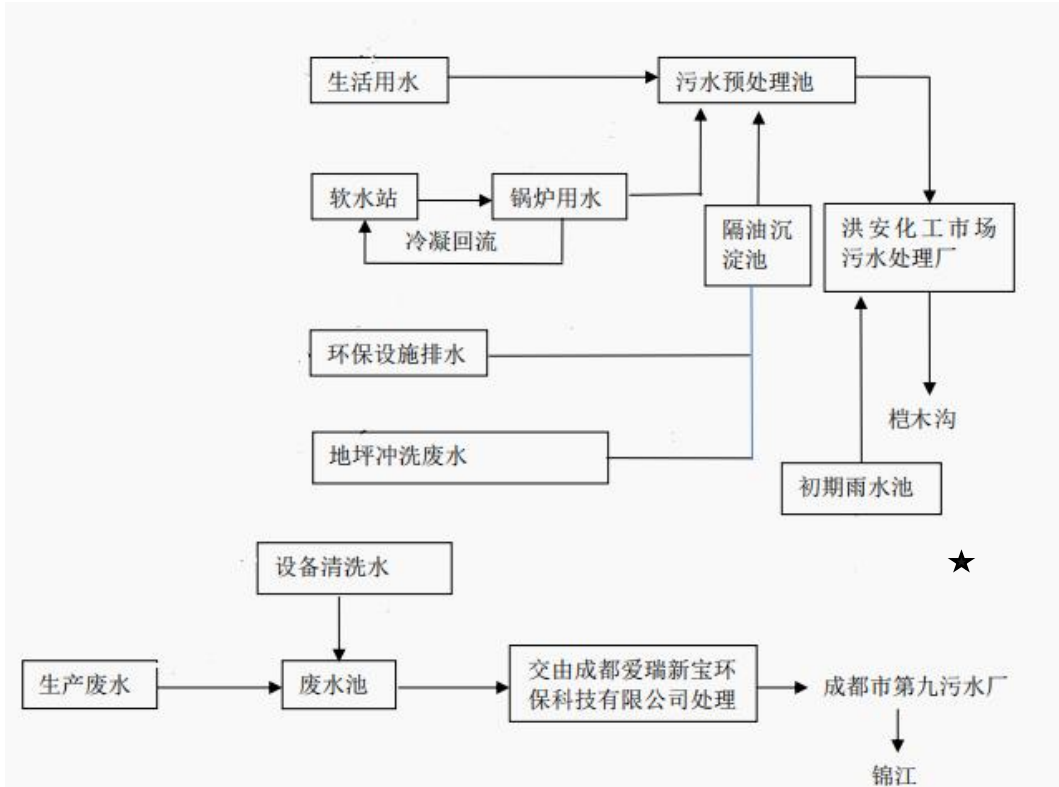 生活用水
污水预处理池
软水站
锅炉用水
冷凝回流
隔油沉
淀池
洪安化工市场
污水处理厂
环保设施排水
桤木沟
地坪冲洗废水
初期雨水池
设备清洗水
生产废水
废水池
交由成都爱瑞新宝环
保科技有限公司处理
成都市第九污水厂
锦江